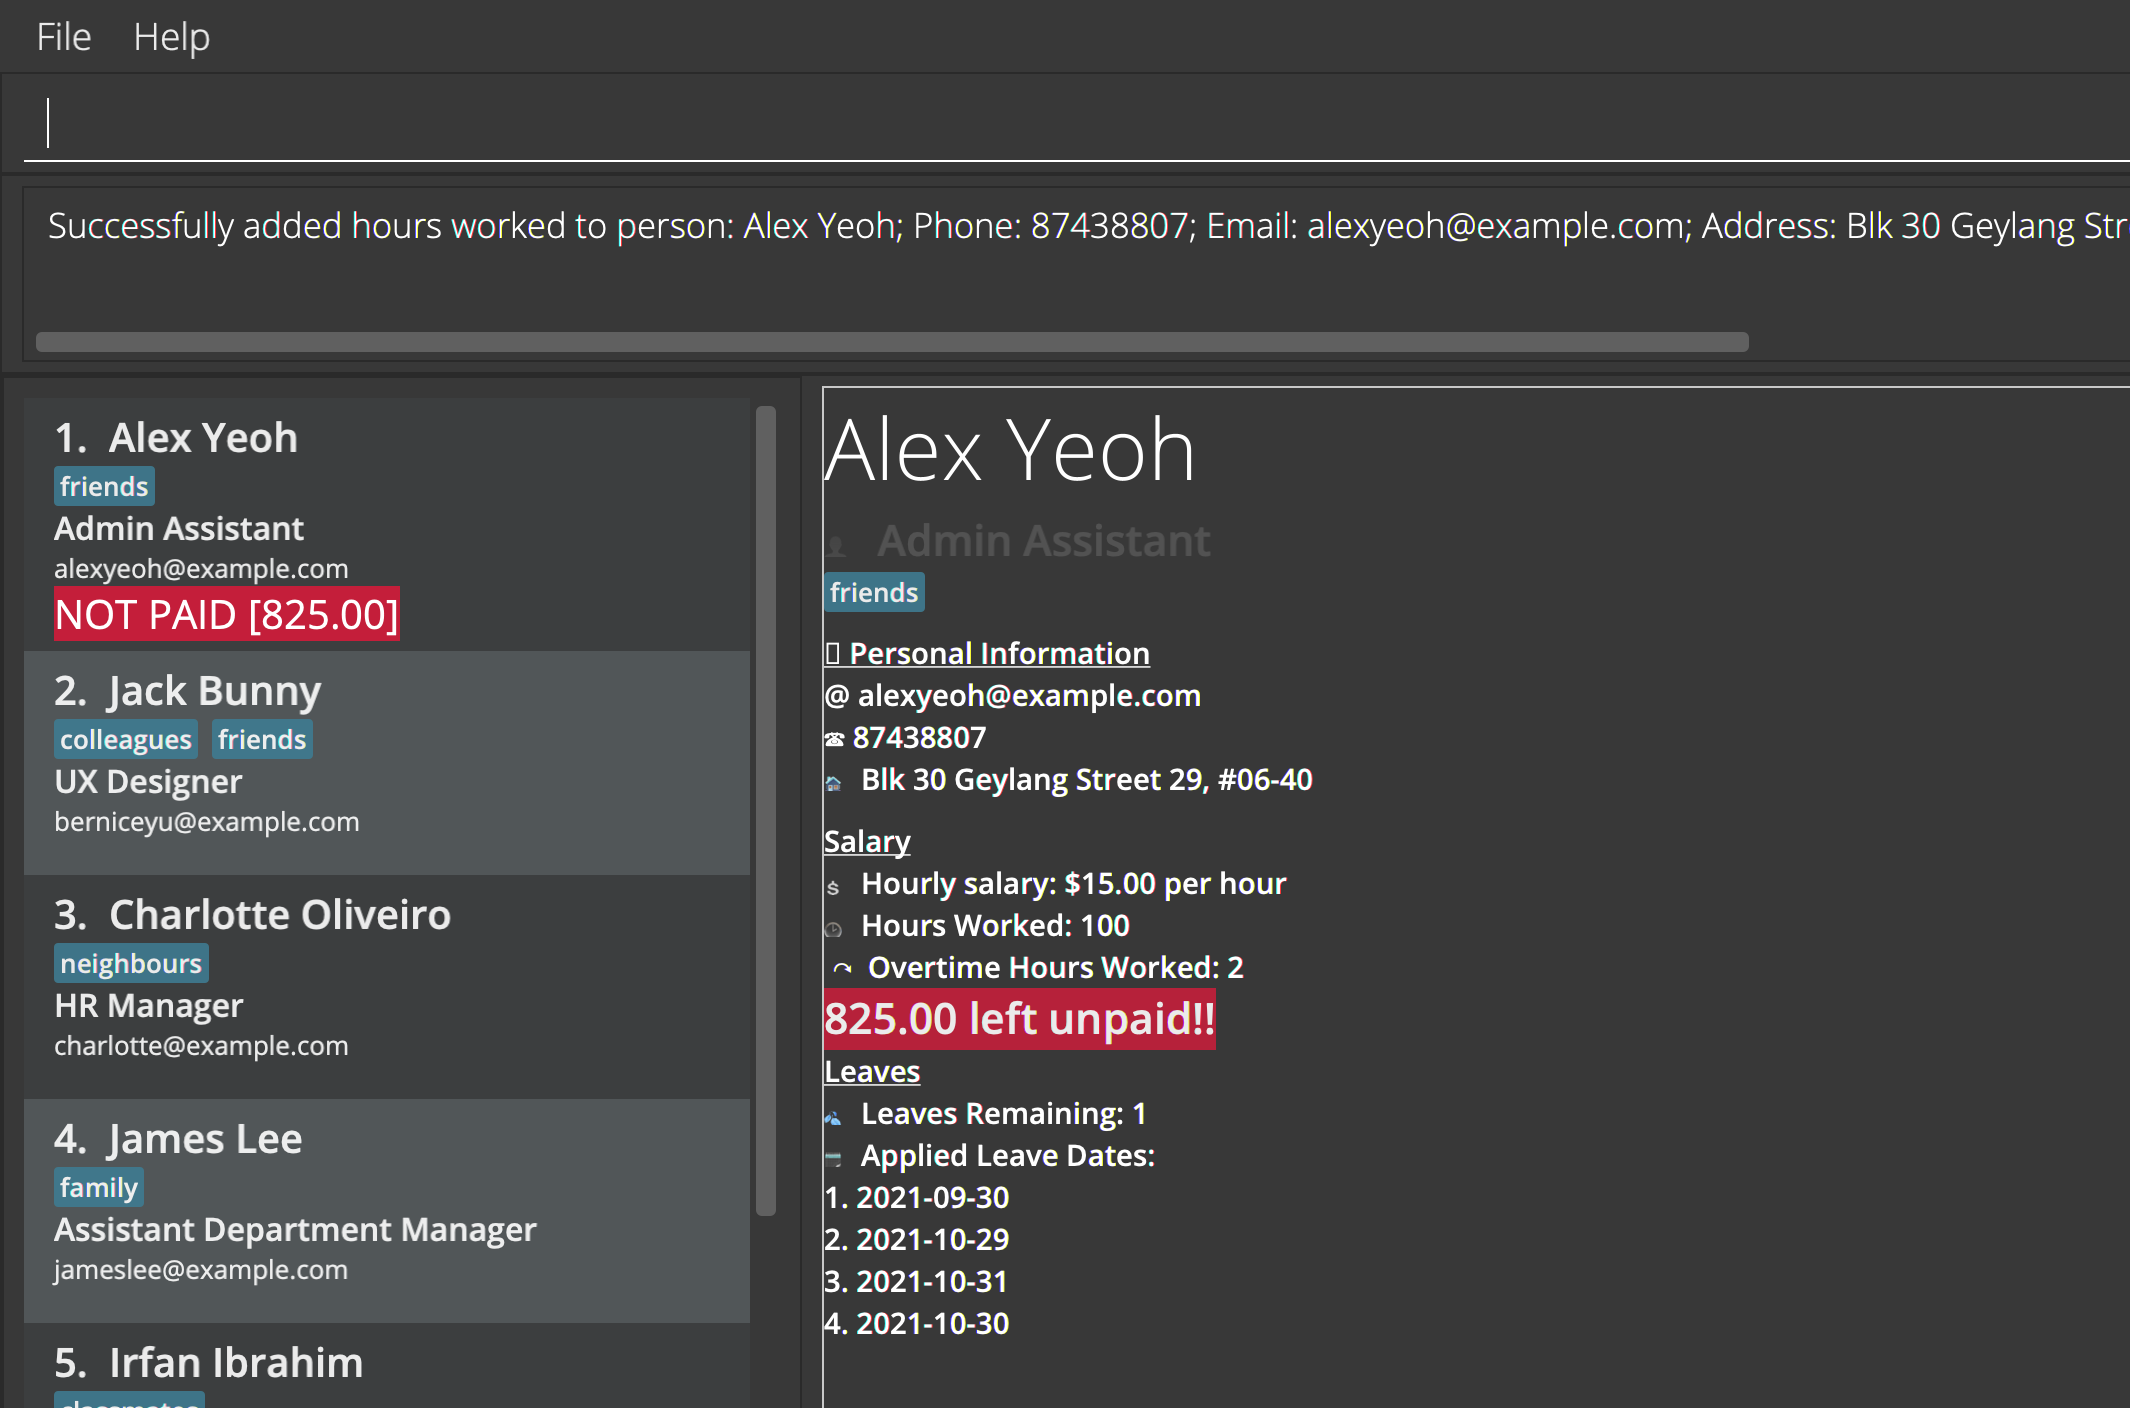 File Help
Successfully added hours worked to person: Alex Yeoh; Phone: 87438807; Email: alexyeoh@example.com; Address: Blk 30 Geylang Str
1. Alex Yeoh
friends
Admin Assistant
alexyeoh@example.com
NOT PAID [825.00]
2. Jack Bunny
colleagues friends
UX Designer
berniceyu@example.com
3. Charlotte Oliveiro
neighbours
HR Manager
charlotte@example.com
4. James Lee
family
Assistant Department Manager
jameslee@example.com
5. Irfan Ibrahim
Alex Yeoh
Admin Assistant
friends
Personal Information
@ alexyeoh@example.com
☎ 87438807
Blk 30 Geylang Street 29, #06-40
Salary
$ Hourly salary: $15.00 per hour
Hours Worked: 100
Overtime Hours Worked: 2
825.00 left unpaid!!
Leaves
Leaves Remaining: 1
Applied Leave Dates:
1. 2021-09-30
2. 2021-10-29
3. 2021-10-31
4. 2021-10-30